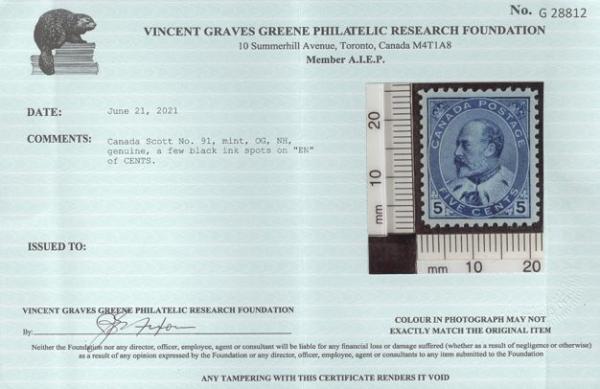 No. G 28812
VINCENT GRAVES GREENE PHILATELIC RESEARCH FOUNDATION
10 Summerhill Avenue, Toronto, Canada M4T1A8
Member A.I.E.P.
DATE: June 21, 2021
COMMENTS: Canada Scott No. 91, mint, OG, NH,
genuine, a few black ink spots on "EN"
of CENTS.
20
10
mm
CANADA POSTAGE
5 FIVE CENTS 5
mm 10 20
ISSUED TO:
VINCENT GRAVES GREENE PHILATELIC RESEARCH FOUNDATION
By:
COLOUR IN PHOTOGRAPH MAY NOT
EXACTLY MATCH THE ORIGINAL ITEM
Neither the Foundation nor any director, officer, employee, agent or consultant will be liable for any financial loss or damage suffered (whether as a result of negligence or otherwise)
as a result of any opinion expressed by the Foundation or any director, officer, employee, agent or consultants to any item submitted to the Foundation
ANY TAMPERING WITH THIS CERTIFICATE RENDERS IT VOID